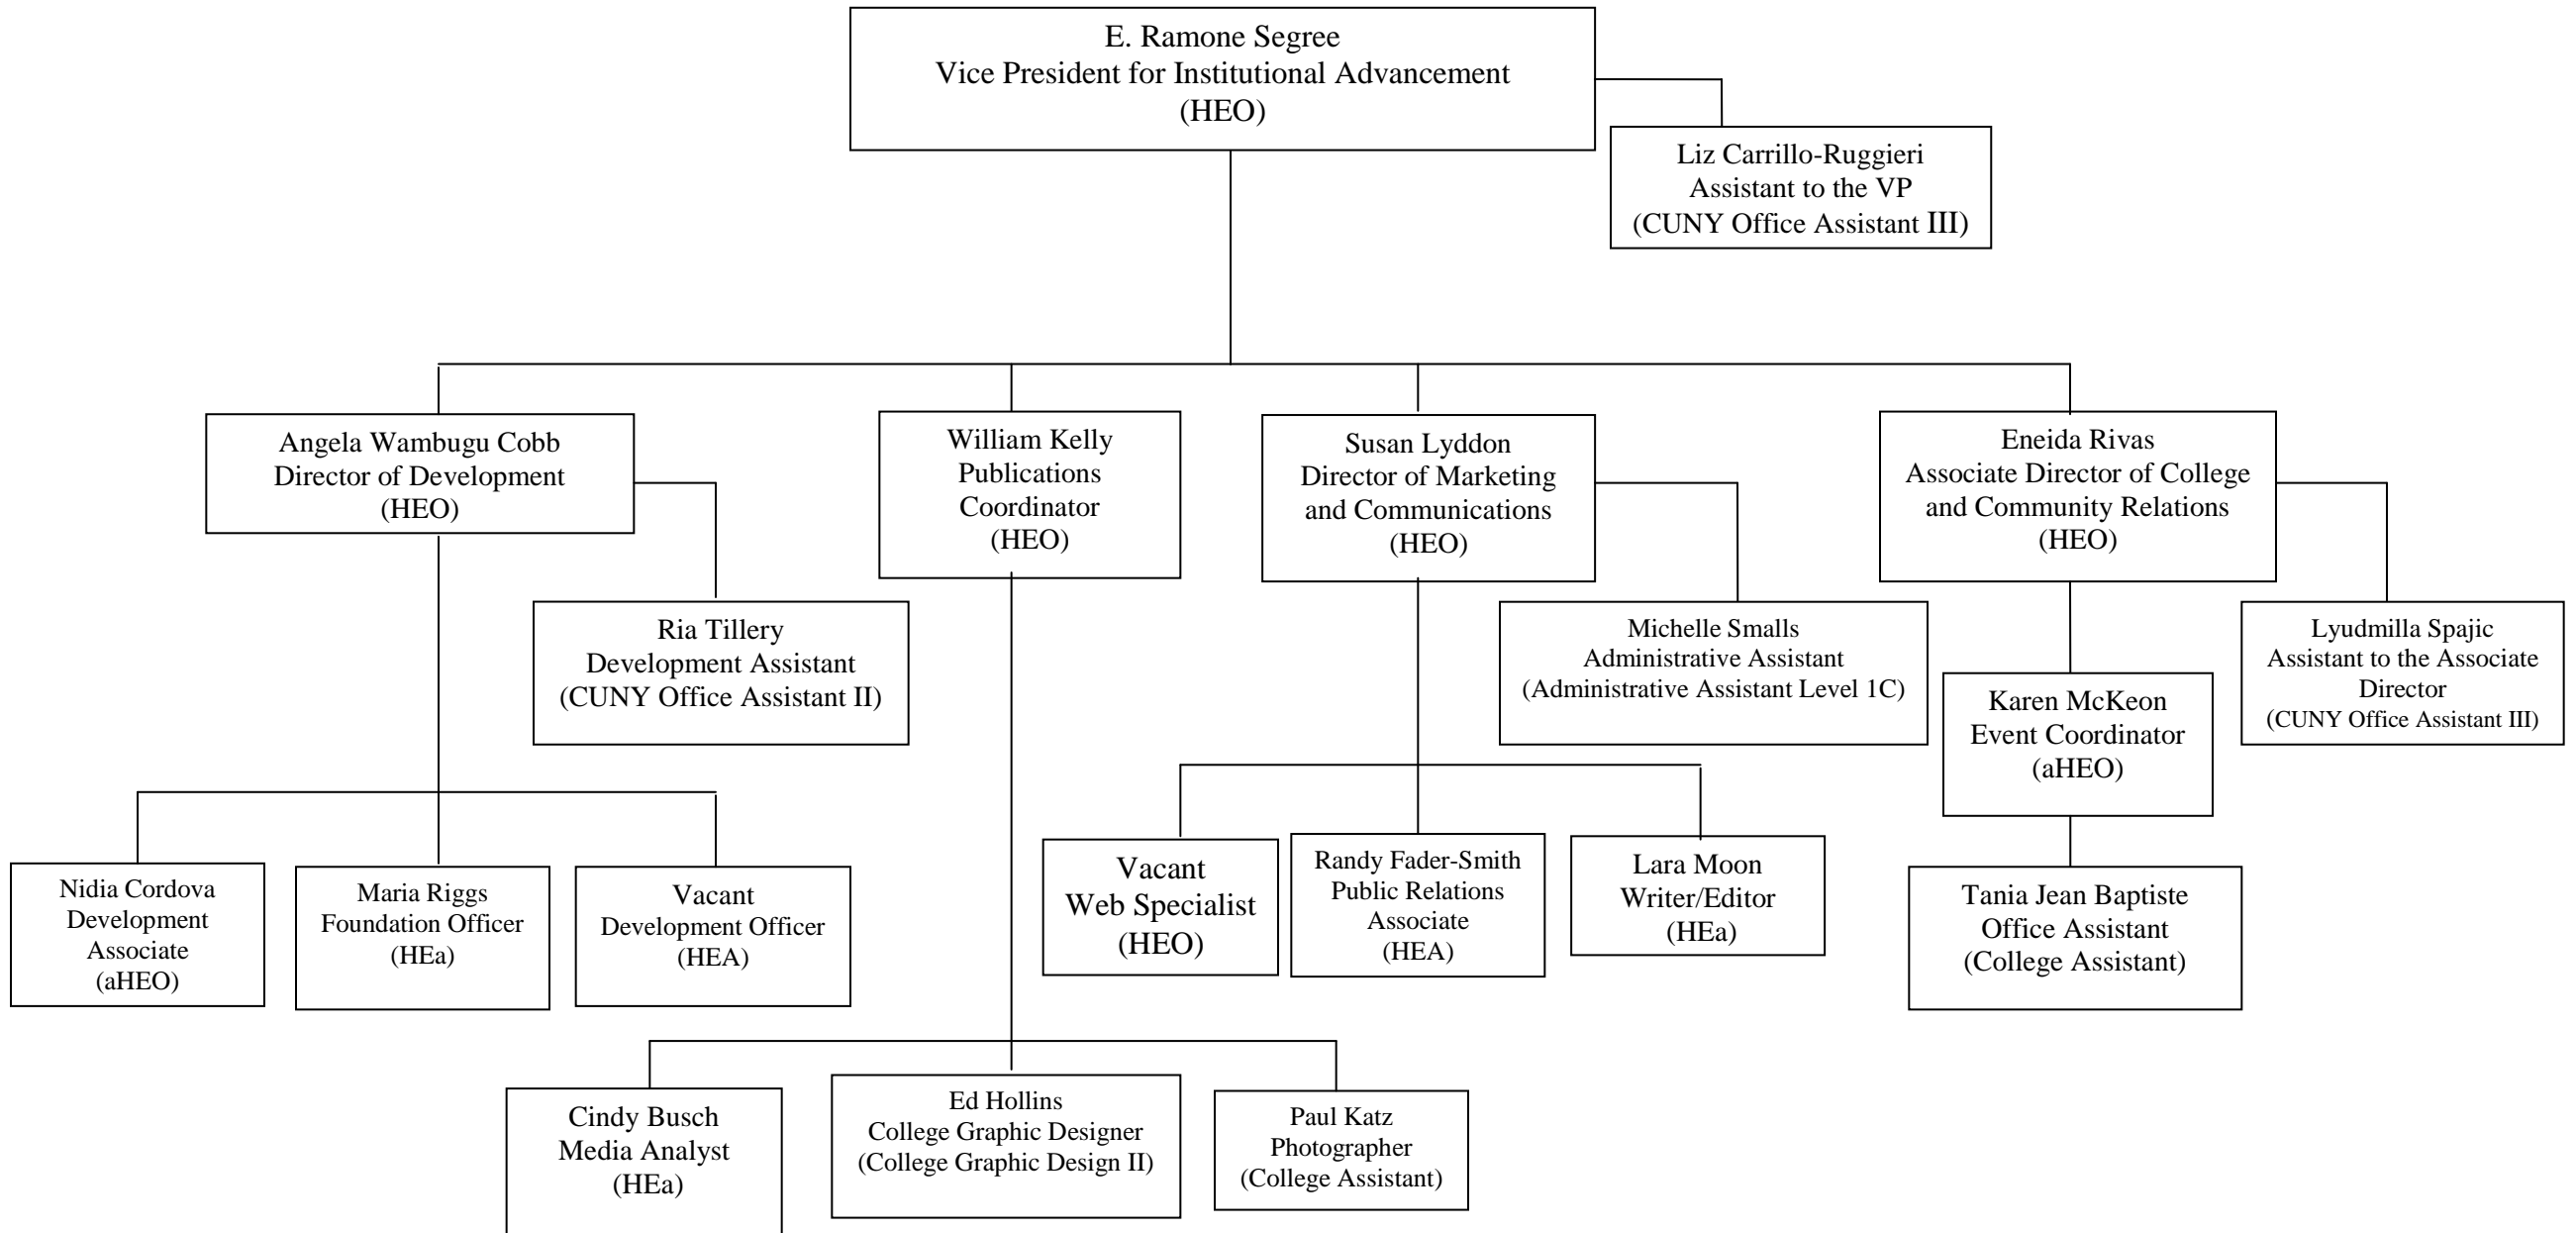 E. Ramone Segree
Vice President for Institutional Advancement
(HEO)
Liz Carrillo-Ruggieri
Assistant to the VP
(CUNY Office Assistant III)
Angela Wambugu Cobb
Director of Development
(HEO)
William Kelly
Publications
Coordinator
(HEO)
Susan Lyddon
Director of Marketing
and Communications
(HEO)
Eneida Rivas
Associate Director of College
and Community Relations
(HEO)
Ria Tillery
Development Assistant
(CUNY Office Assistant II)
Michelle Smalls
Administrative Assistant
(Administrative Assistant Level 1C)
Karen McKeon
Event Coordinator
(aHEO)
Lyudmilla Spajic
Assistant to the Associate
Director
(CUNY Office Assistant III)
Nidia Cordova
Development
Associate
(aHEO)
Maria Riggs
Foundation Officer
(HEa)
Vacant
Development Officer
(HEA)
Vacant
Web Specialist
(HEO)
Randy Fader-Smith
Public Relations
Associate
(HEA)
Lara Moon
Writer/Editor
(HEa)
Tania Jean Baptiste
Office Assistant
(College Assistant)
Cindy Busch
Media Analyst
(HEa)
Ed Hollins
College Graphic Designer
(College Graphic Design II)
Paul Katz
Photographer
(College Assistant)